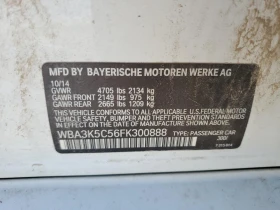 MFD BY BAYERISCHE MOTOREN WERKE AG
10/14
GVWR 4705 lbs 2134 kg
GAWR FRONT 2149 lbs 975 kg
GAWR REAR 2665 lbs 1209 kg
THIS VEHICLE CONFORMS TO ALL APPLICABLE
U.S. FEDERAL MOTOR VEHICLE SAFETY,
BUMPER, AND THEFT PREVENTION STANDARDS
IN EFFECT ON THE DATE OF MANUFACTURE
SHOWN ABOVE.
WBA3K5C56FK300888 TYPE: PASSENGER CAR